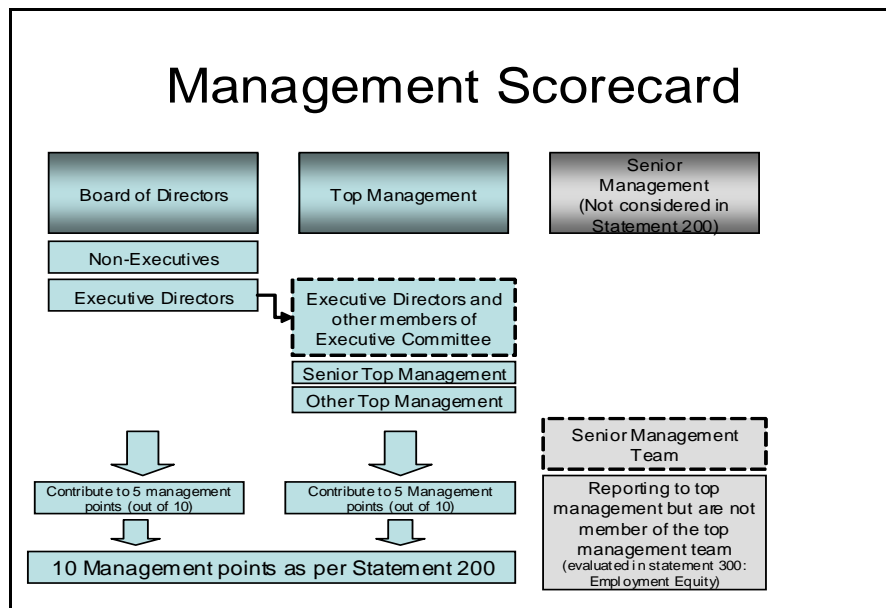 Management Scorecard
Board of Directors
Top Management
Senior
Management
(Not considered in
Statement 200)
Non-Executives
Executive Directors
Executive Directors and
other members of
Executive Committee
Senior Top Management
Other Top Management
Senior Management
Team
Contribute to 5 management
points (out of 10)
Contribute to 5 Management
points (out of 10)
Reporting to top
management but are not
member of the top
management team
(evaluated in statement 300:
Employment Equity)
10 Management points as per Statement 200